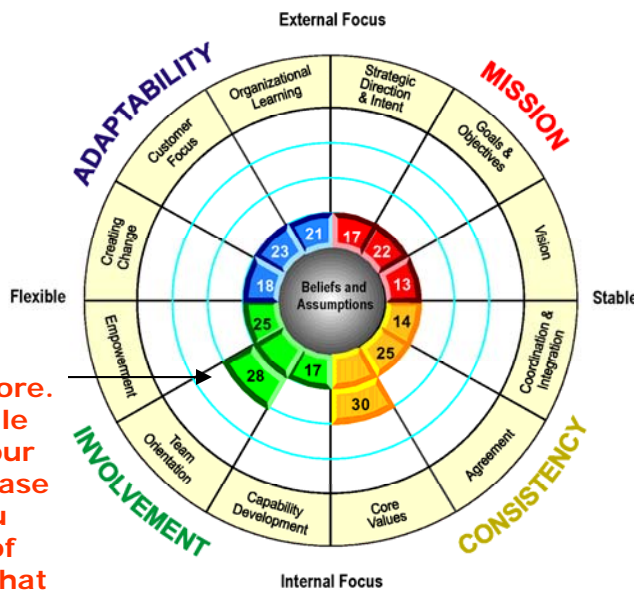 External Focus
ADAPTABILITY
MISSION
Organizational
Learning
Strategic
Direction
& Intent
Customer
Focus
Goals &
Objectives
Creating
Change
Vision
21
17
23
22
18
13
Beliefs and
Assumptions
Flexible
Stable
25
14
28
17
25
30
Empowerment
Coordination &
Integration
Team
Orientation
Agreement
Capability
Development
Core
Values
INVOLVEMENT
CONSISTENCY
Internal Focus
ore.
le
our
ase
u
of
hat